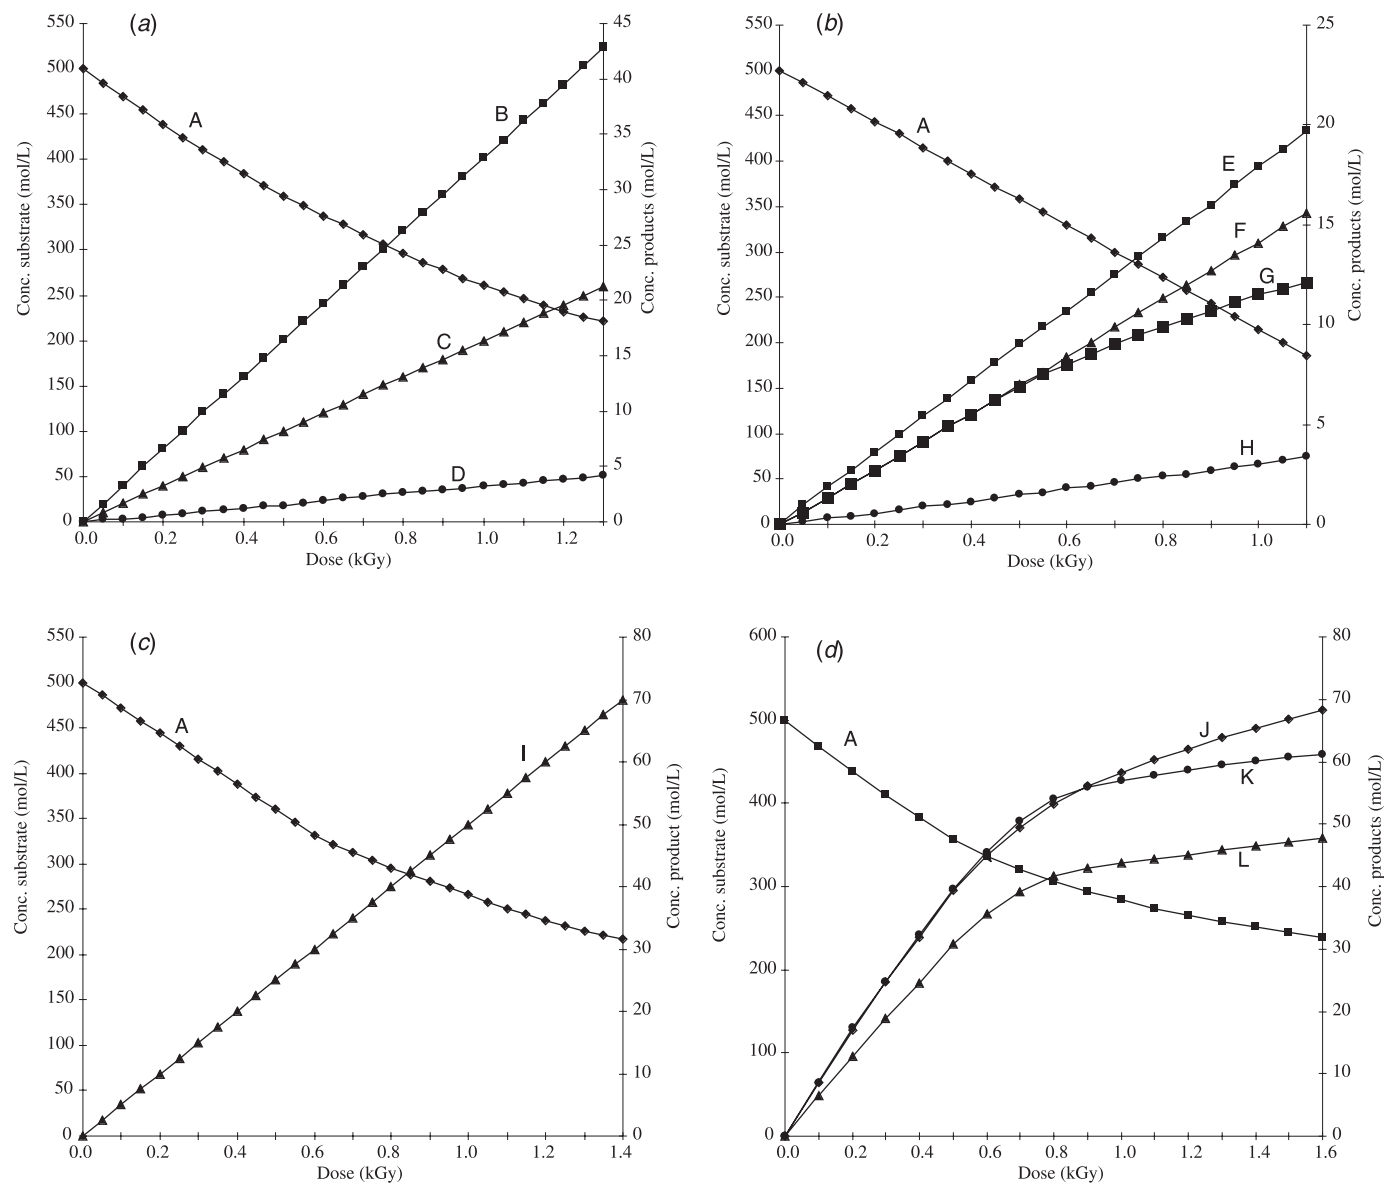 (a)
550
500
450
400
350
300
250
200
150
100
50
0
Conc. substrate (mol/L)
45
40
35
30
25
20
15
10
5
0
Conc. products (mol/L)
A
B
C
D
0.0 0.2 0.4 0.6 0.8 1.0 1.2
Dose (kGy)
(b)
550
500
450
400
350
300
250
200
150
100
50
0
Conc. substrate (mol/L)
25
20
15
10
5
0
Conc. products (mol/L)
A
E
F
G
H
0.0 0.2 0.4 0.6 0.8 1.0
Dose (kGy)
(c)
550
500
450
400
350
300
250
200
150
100
50
0
Conc. substrate (mol/L)
80
70
60
50
40
30
20
10
0
Conc. product (mol/L)
A
I
0.0 0.2 0.4 0.6 0.8 1.0 1.2 1.4
Dose (kGy)
(d)
600
500
400
300
200
100
0
Conc. substrate (mol/L)
80
70
60
50
40
30
20
10
0
Conc. products (mol/L)
A
J
K
L
0.0 0.2 0.4 0.6 0.8 1.0 1.2 1.4 1.6
Dose (kGy)